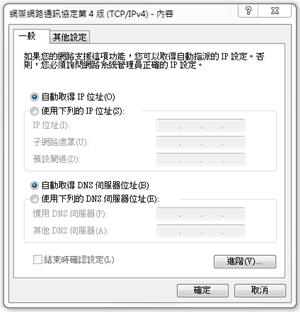 網際網路通訊協定第 4 版 (TCP/IPv4) - 內容
一般
其他設定
如果您的網路支援這項功能，您可以取得自動指派的 IP 設定。否
則，您必須詢問網路系統管理員正確的 IP 設定。
自動取得 IP 位址(O)
使用下列的 IP 位址(S):
IP 位址(I):
子網路遮罩(U):
預設閘道(D):
自動取得 DNS 伺服器位址(B)
使用下列的 DNS 伺服器位址(E):
慣用 DNS 伺服器(P):
其他 DNS 伺服器(A):
結束時確認設定(L)
進階(V)...
確定
取消